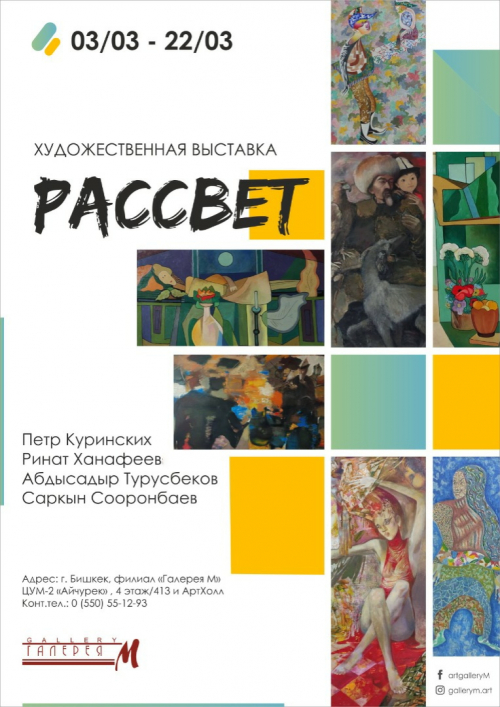 03/03 - 22/03
ХУДОЖЕСТВЕННАЯ ВЫСТАВКА
РАССВЕТ
Петр Куринских
Ринат Ханафеев
Абдысадыр Турусбеков
Саркын Сооронбаев
Адрес: г. Бишкек, филиал «Галерея М»
ЦУМ-2 «Айчурек» , 4 этаж/413 и АртХолл
Конт.тел.: 0 (550) 55-12-93
GALLERY
ГАЛЕРЕЯ М
artgalleryM
gallerym.art